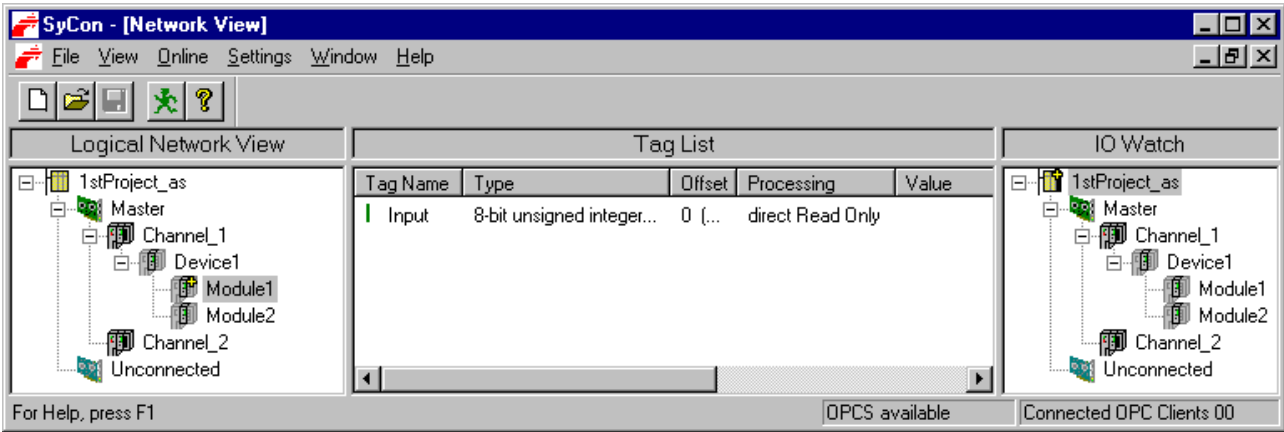 SyCon - [Network View]
File View Online Settings Window Help
Logical Network View
1stProject_as
Master
Channel_1
Device1
Module1
Module2
Channel_2
Unconnected
Tag List
Tag Name Type Offset Processing Value
Input 8-bit unsigned integer... 0 (... direct Read Only
IO Watch
1stProject_as
Master
Channel_1
Device1
Module1
Module2
Channel_2
Unconnected
For Help, press F1 OPCS available Connected OPC Clients 00